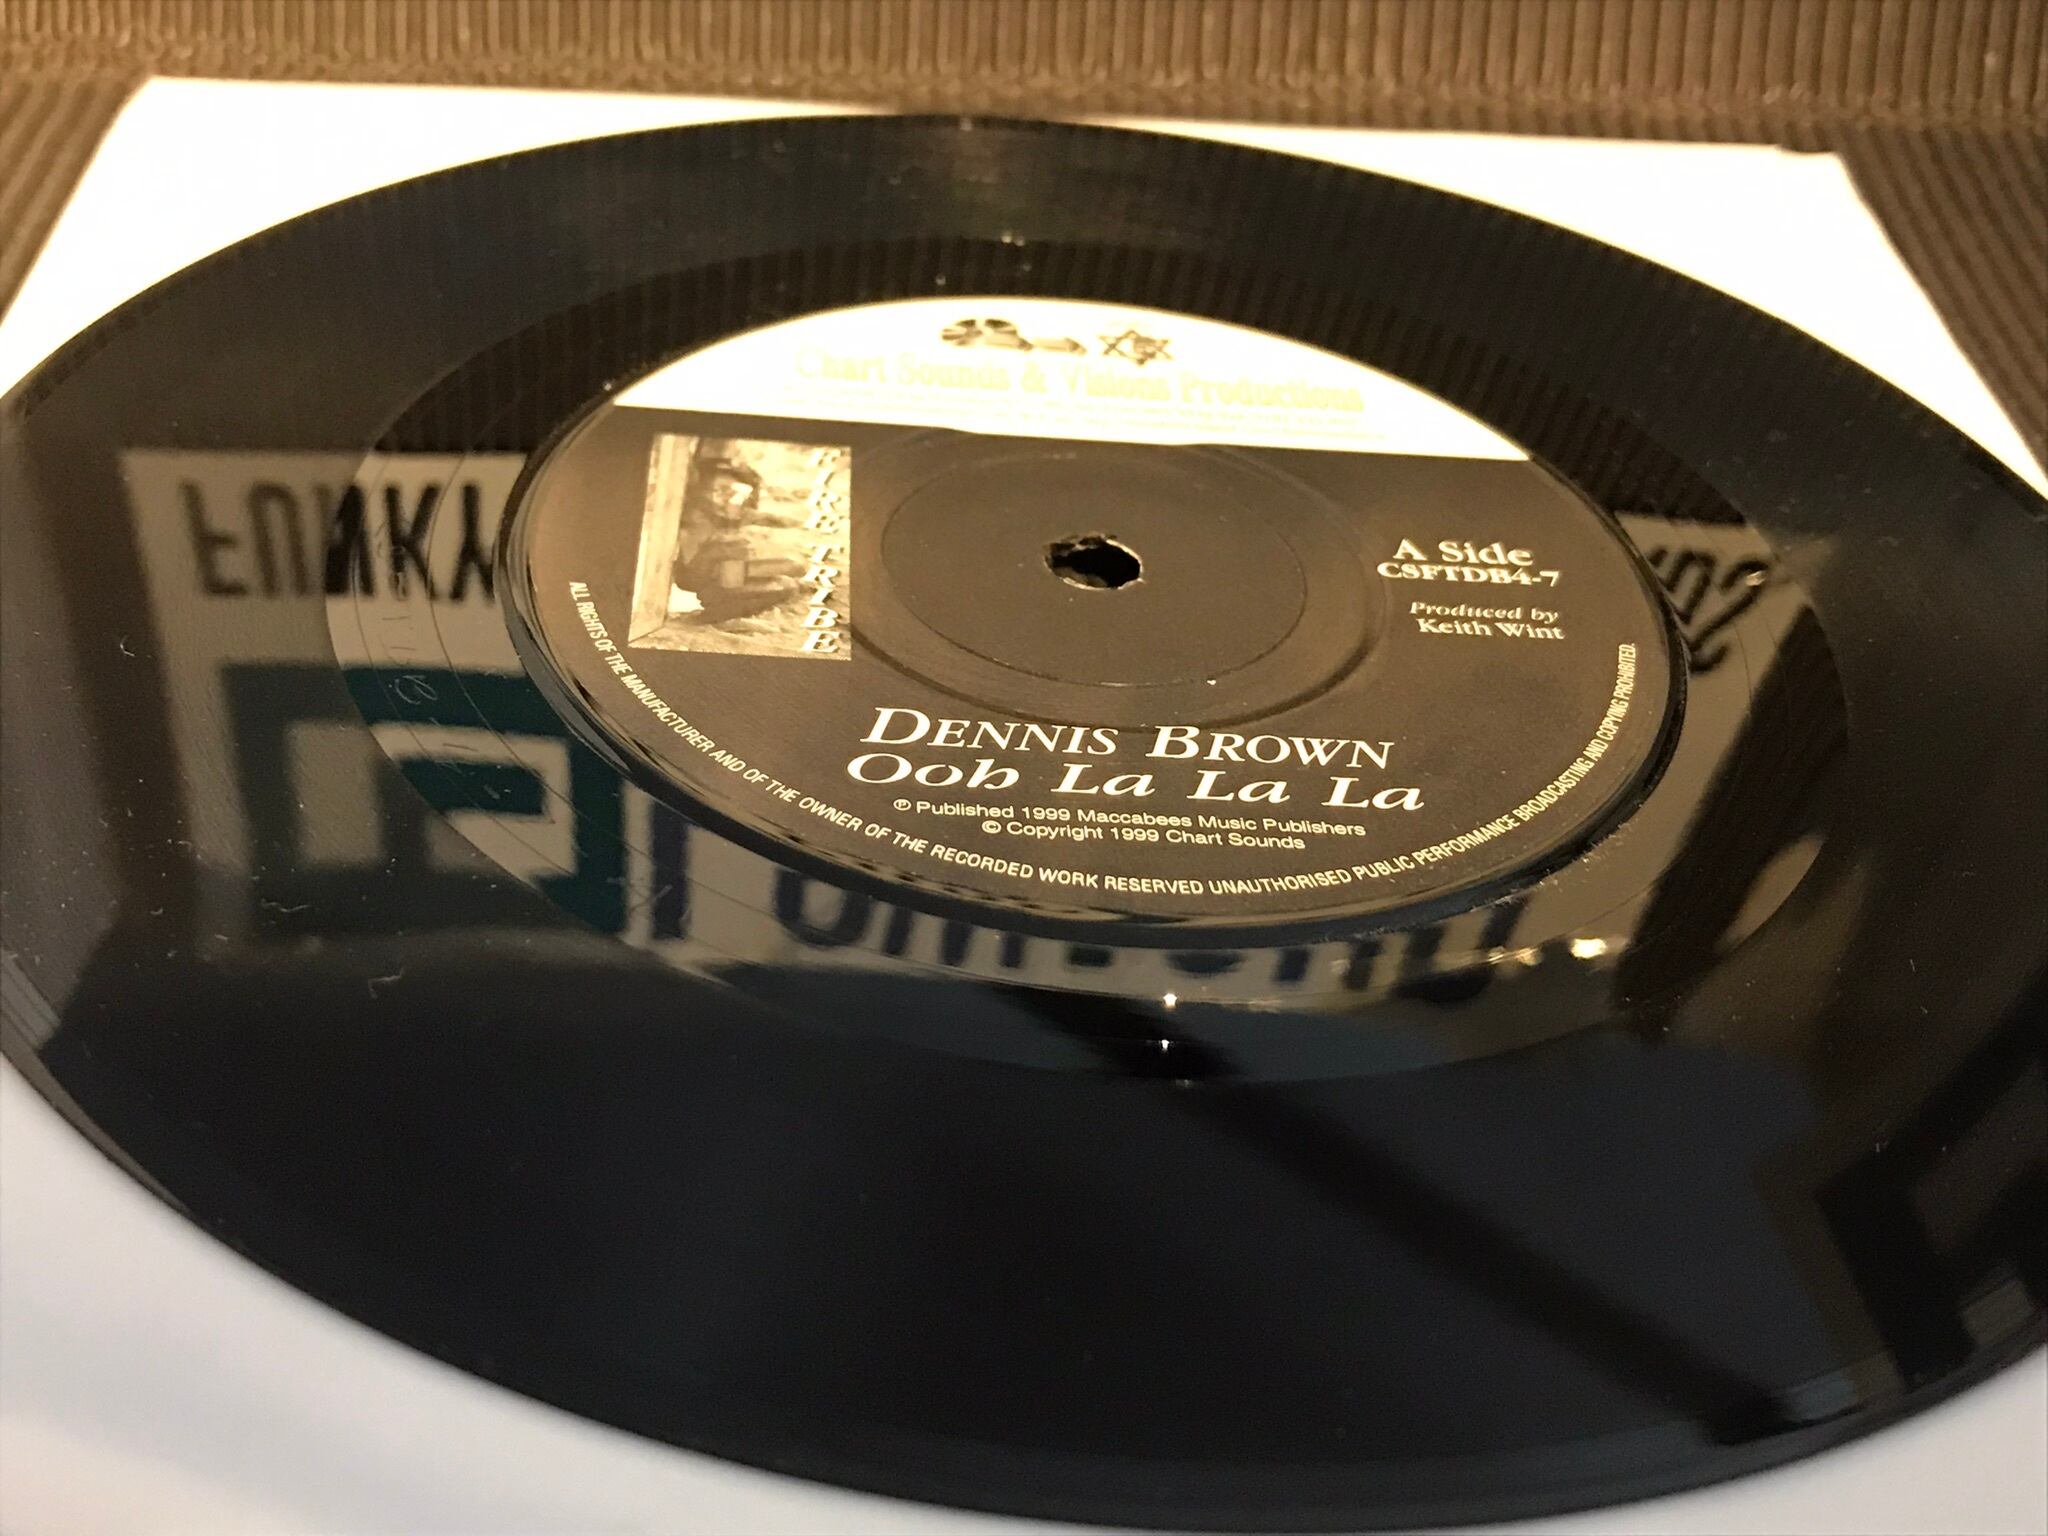 Chart Sounds & Visions Productions
FIRE TRIBE
A Side
CSFTDB4-7
Produced by
Keith Wint
DENNIS BROWN
Ooh La La La
℗ Published 1999 Maccabees Music Publishers
© Copyright 1999 Chart Sounds
ALL RIGHTS OF THE MANUFACTURER AND OF THE OWNER OF THE RECORDED WORK RESERVED UNAUTHORISED PUBLIC PERFORMANCE BROADCASTING AND COPYING PROHIBITED.
FUNKY